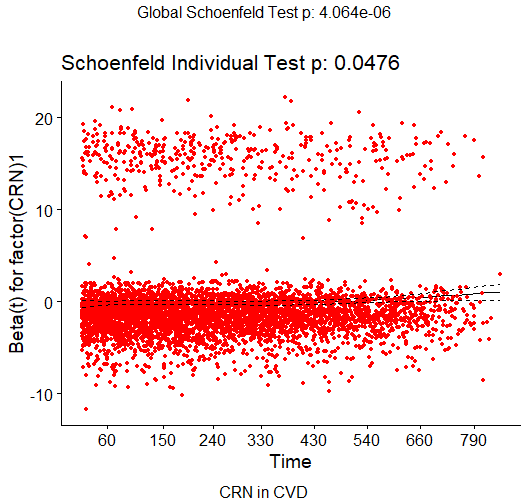 Global Schoenfeld Test p: 4.064e-06
Schoenfeld Individual Test p: 0.0476
Beta(t) for factor(CRN))1
20
10
0
-10
60 150 240 330 430 540 660 790
Time
CRN in CVD